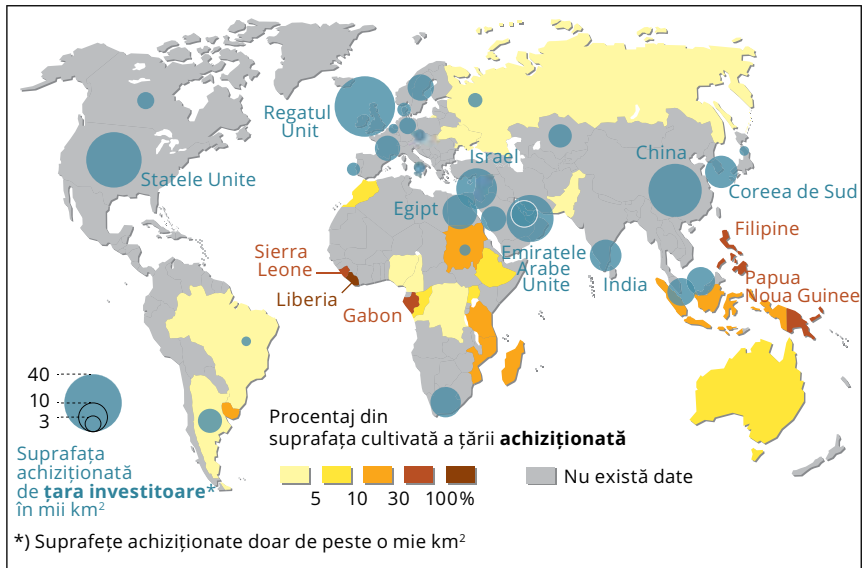 Regatul
Unit
Statele Unite
Israel
China
Coreea de Sud
Egipt
Emiratele
Arabe
Unite
India
Filipine
Papua
Noua Guinee
Sierra
Leone
Liberia
Gabon
40
10
3
Suprafața
achiziționată
de țara investitoare*
în mii km²
Procentaj din
suprafața cultivată a țării achiziționată
5 10 30 100%
Nu există date
*) Suprafețe achiziționate doar de peste o mie km²